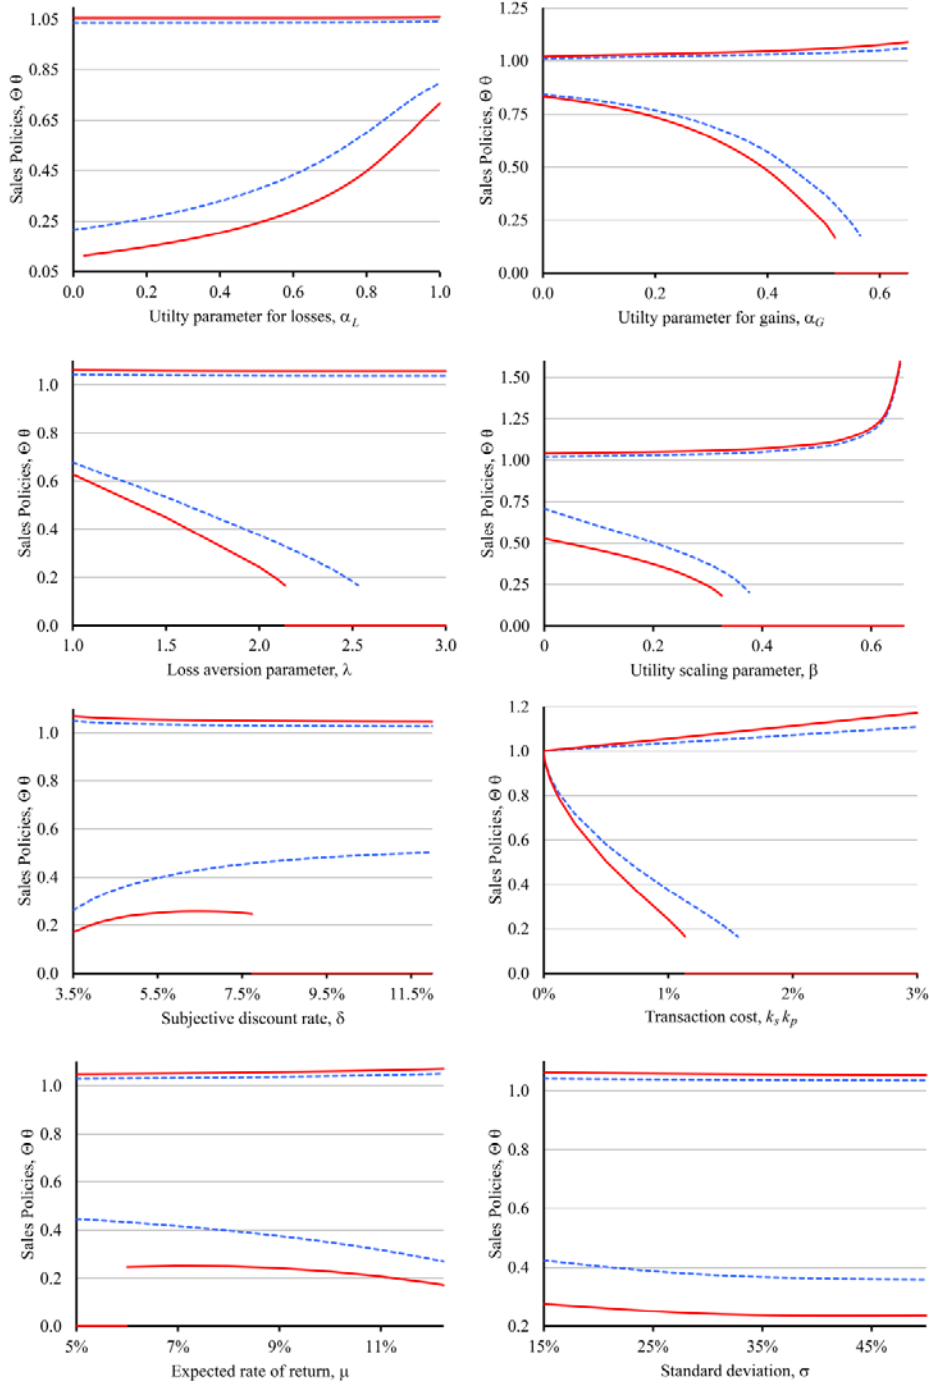 Sales Policies, Θ θ
1.05
0.85
0.65
0.45
0.25
0.05
0.0 0.2 0.4 0.6 0.8 1.0
Utilty parameter for losses, αL
Sales Policies, Θ θ
1.25
1.00
0.75
0.50
0.25
0.00
0.0 0.2 0.4 0.6
Utilty parameter for gains, αG
Sales Policies, Θ θ
1.0
0.8
0.6
0.4
0.2
0.0
1.0 1.5 2.0 2.5 3.0
Loss aversion parameter, λ
Sales Policies, Θ θ
1.50
1.25
1.00
0.75
0.50
0.25
0.00
0 0.2 0.4 0.6
Utility scaling parameter, β
Sales Policies, Θ θ
1.0
0.8
0.6
0.4
0.2
0.0
3.5% 5.5% 7.5% 9.5% 11.5%
Subjective discount rate, δ
Sales Policies, Θ θ
1.2
1.0
0.8
0.6
0.4
0.2
0.0
0% 1% 2% 3%
Transaction cost, ks kp
Sales Policies, Θ θ
1.0
0.8
0.6
0.4
0.2
0.0
5% 7% 9% 11%
Expected rate of return, μ
Sales Policies, Θ θ
1.0
0.8
0.6
0.4
0.2
15% 25% 35% 45%
Standard deviation, σ